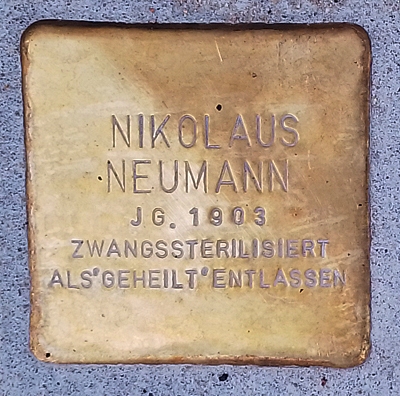 NIKOLAUS
NEUMANN
JG. 1903
ZWANGSSTERILISIERT
ALS "GEHEILT" ENTLASSEN